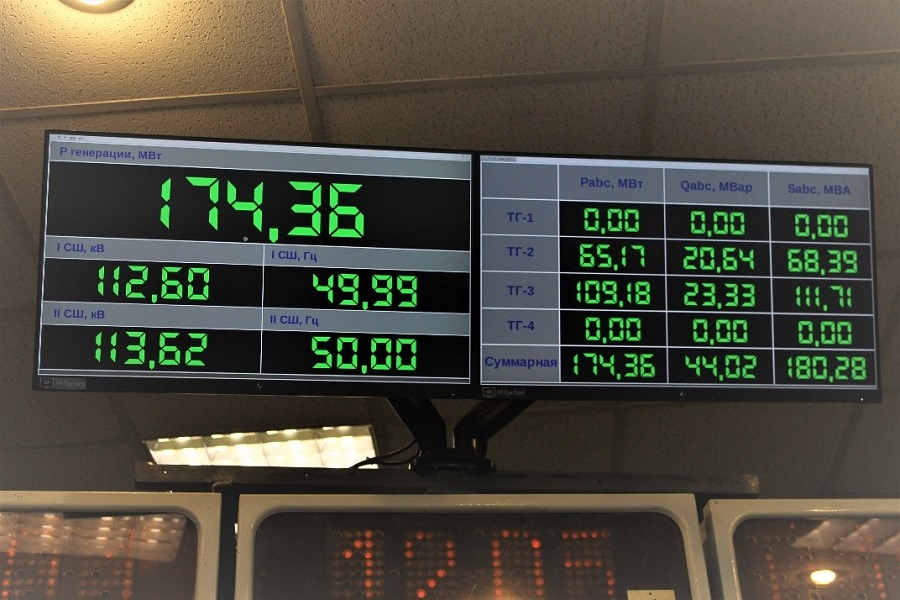 P генерации, МВт
174,36
I СШ, кВ
I СШ, Гц
112,60
49,99
II СШ, кВ
II СШ, Гц
113,62
50,00
Pabc, МВт Qabc, МВар Sabc, МВА
ТГ-1 0,00 0,00 0,00
ТГ-2 65,17 20,64 68,39
ТГ-3 109,18 23,33 111,71
ТГ-4 0,00 0,00 0,00
Суммарная 174,36 44,02 180,28